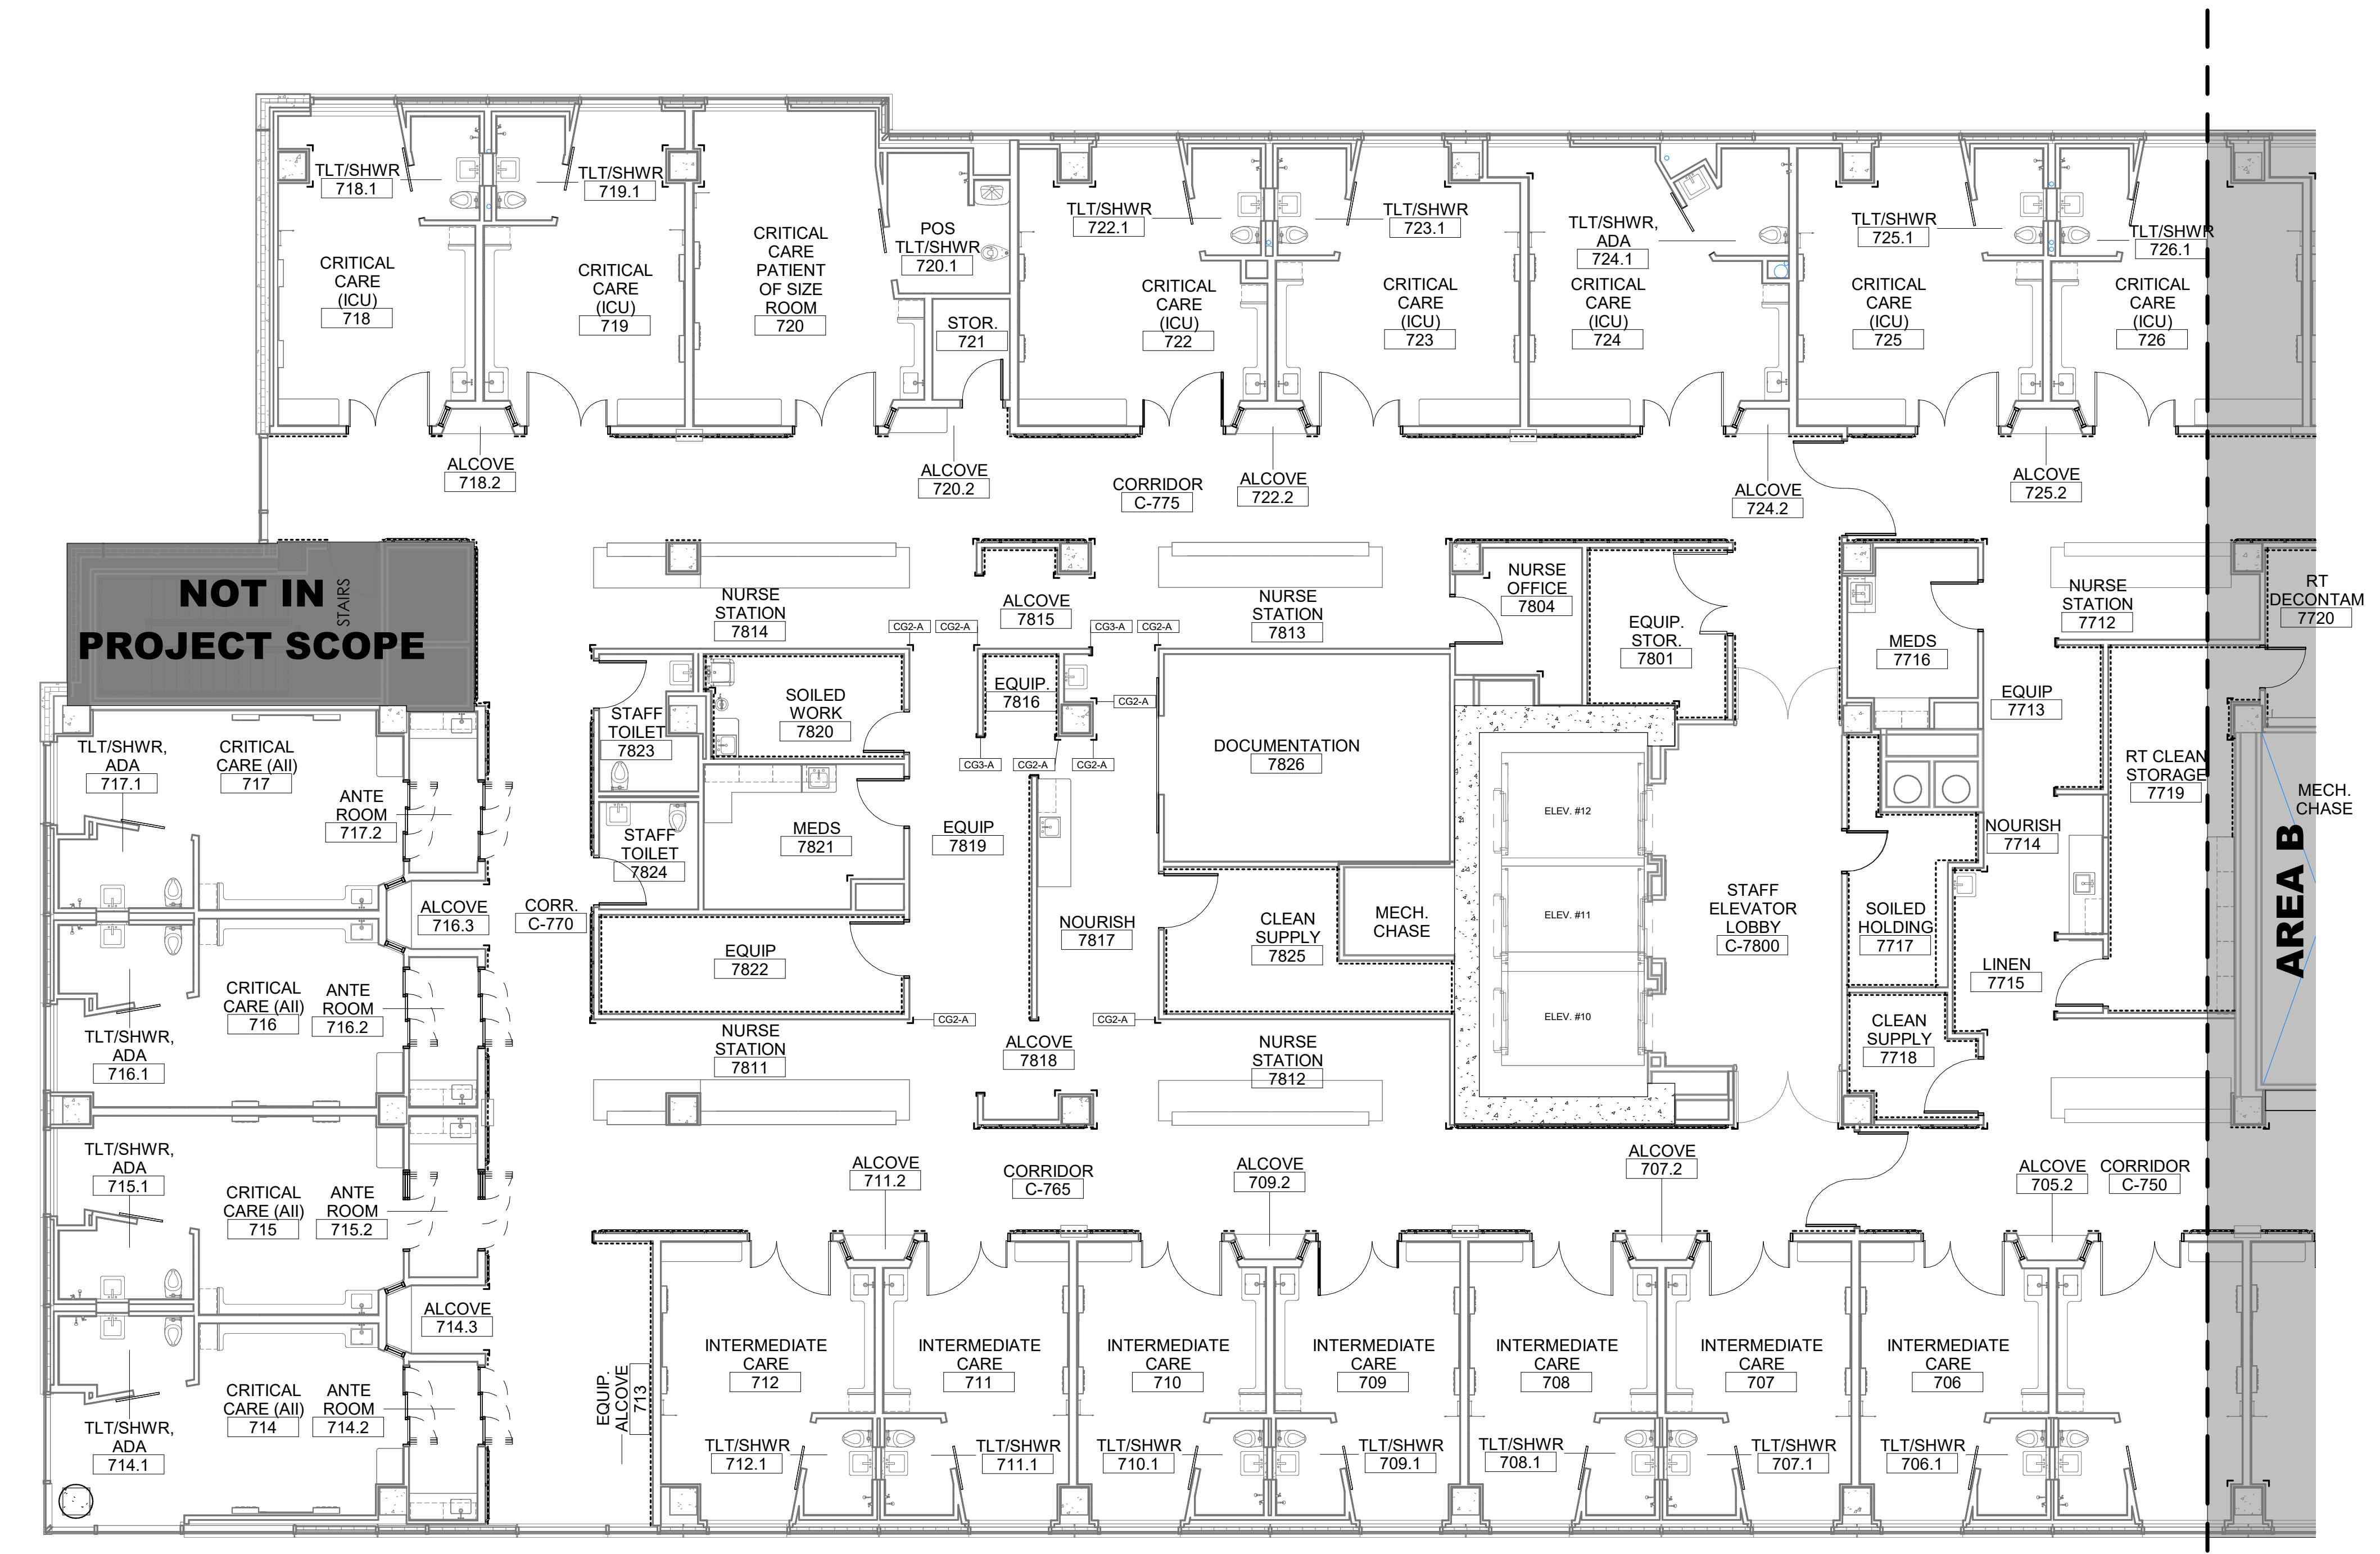 TLT/SHWR
718.1
TLT/SHWR
719.1
CRITICAL
CARE
(ICU)
718
CRITICAL
CARE
(ICU)
719
CRITICAL
CARE
PATIENT
OF SIZE
ROOM
720
POS
TLT/SHWR
720.1
STOR.
721
TLT/SHWR
722.1
CRITICAL
CARE
(ICU)
722
TLT/SHWR
723.1
CRITICAL
CARE
(ICU)
723
TLT/SHWR,
ADA
724.1
CRITICAL
CARE
(ICU)
724
TLT/SHWR
725.1
CRITICAL
CARE
(ICU)
725
TLT/SHWR
726.1
CRITICAL
CARE
(ICU)
726
ALCOVE
718.2
ALCOVE
720.2
CORRIDOR
C-775
ALCOVE
722.2
ALCOVE
724.2
ALCOVE
725.2
NOT IN
PROJECT SCOPE
STAIRS
NURSE
STATION
7814
ALCOVE
7815
NURSE
STATION
7813
NURSE
OFFICE
7804
EQUIP.
STOR.
7801
MEDS
7716
NURSE
STATION
7712
RT
DECONTAM
7720
CG2-A
CG2-A
CG3-A
CG2-A
SOILED
WORK
7820
EQUIP.
7816
CG2-A
STAFF
TOILET
7823
CG3-A
CG2-A
CG2-A
DOCUMENTATION
7826
EQUIP
7713
RT CLEAN
STORAGE
7719
MECH.
CHASE
AREA B
TLT/SHWR,
ADA
717.1
CRITICAL
CARE (AII)
717
ANTE
ROOM
717.2
STAFF
TOILET
7824
MEDS
7821
EQUIP
7819
ELEV. #12
ELEV. #11
ELEV. #10
NOURISH
7714
ALCOVE
716.3
CORR.
C-770
EQUIP
7822
NOURISH
7817
CLEAN
SUPPLY
7825
MECH.
CHASE
STAFF
ELEVATOR
LOBBY
C-7800
SOILED
HOLDING
7717
LINEN
7715
CRITICAL
CARE (AII)
716
ANTE
ROOM
716.2
TLT/SHWR,
ADA
716.1
CG2-A
CG2-A
NURSE
STATION
7811
ALCOVE
7818
NURSE
STATION
7812
CLEAN
SUPPLY
7718
TLT/SHWR,
ADA
715.1
CRITICAL
CARE (AII)
715
ANTE
ROOM
715.2
ALCOVE
711.2
CORRIDOR
C-765
ALCOVE
709.2
ALCOVE
707.2
ALCOVE
705.2
CORRIDOR
C-750
ALCOVE
714.3
CRITICAL
CARE (AII)
714
ANTE
ROOM
714.2
TLT/SHWR,
ADA
714.1
EQUIP.
ALCOVE
713
INTERMEDIATE
CARE
712
INTERMEDIATE
CARE
711
INTERMEDIATE
CARE
710
INTERMEDIATE
CARE
709
INTERMEDIATE
CARE
708
INTERMEDIATE
CARE
707
INTERMEDIATE
CARE
706
TLT/SHWR
712.1
TLT/SHWR
711.1
TLT/SHWR
710.1
TLT/SHWR
709.1
TLT/SHWR
708.1
TLT/SHWR
707.1
TLT/SHWR
706.1